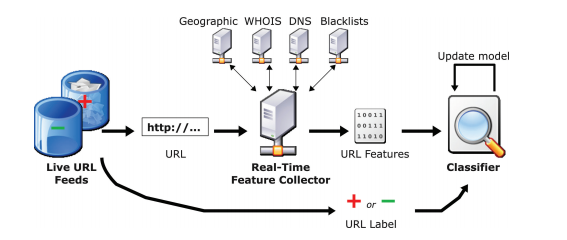 Geographic WHOIS DNS Blacklists
Update model
http://...
10011
00111
11010
URL
URL Features
Live URL
Feeds
Real-Time
Feature Collector
Classifier
+ or −
URL Label